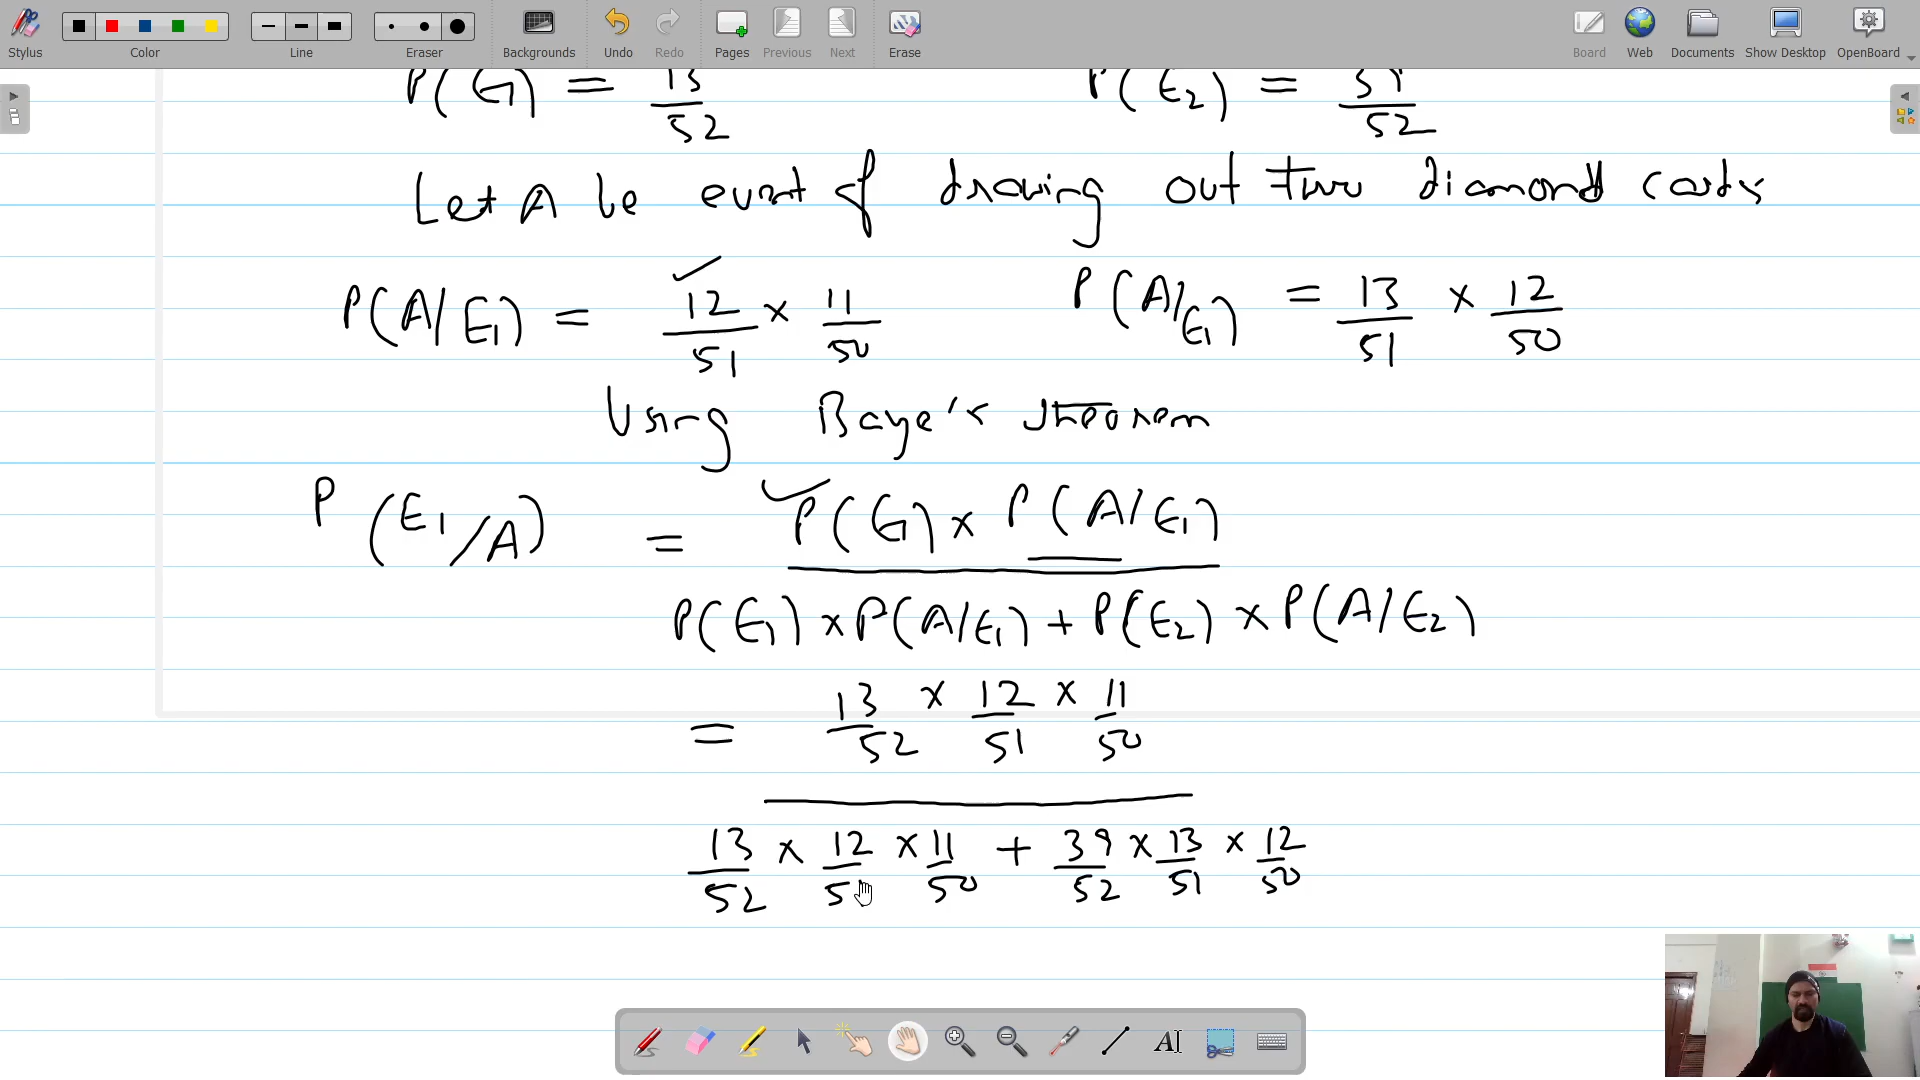 Stylus Color Line Eraser Backgrounds Undo Redo Pages Previous Next Erase Board Web Documents Show Desktop OpenBoard
P(E1) = 13/52 P(E2) = 39/52
Let A be event of drawing out two diamond cards
P(A/E1) = 12/51 × 11/50 P(A/E1) = 13/51 × 12/50
Using Baye's theorem
P(E1/A) = P(E1) × P(A/E1)
P(E1) × P(A/E1) + P(E2) × P(A/E2)
= 13/52 × 12/51 × 11/50
13/52 × 12/51 × 11/50 + 39/52 × 13/51 × 12/50